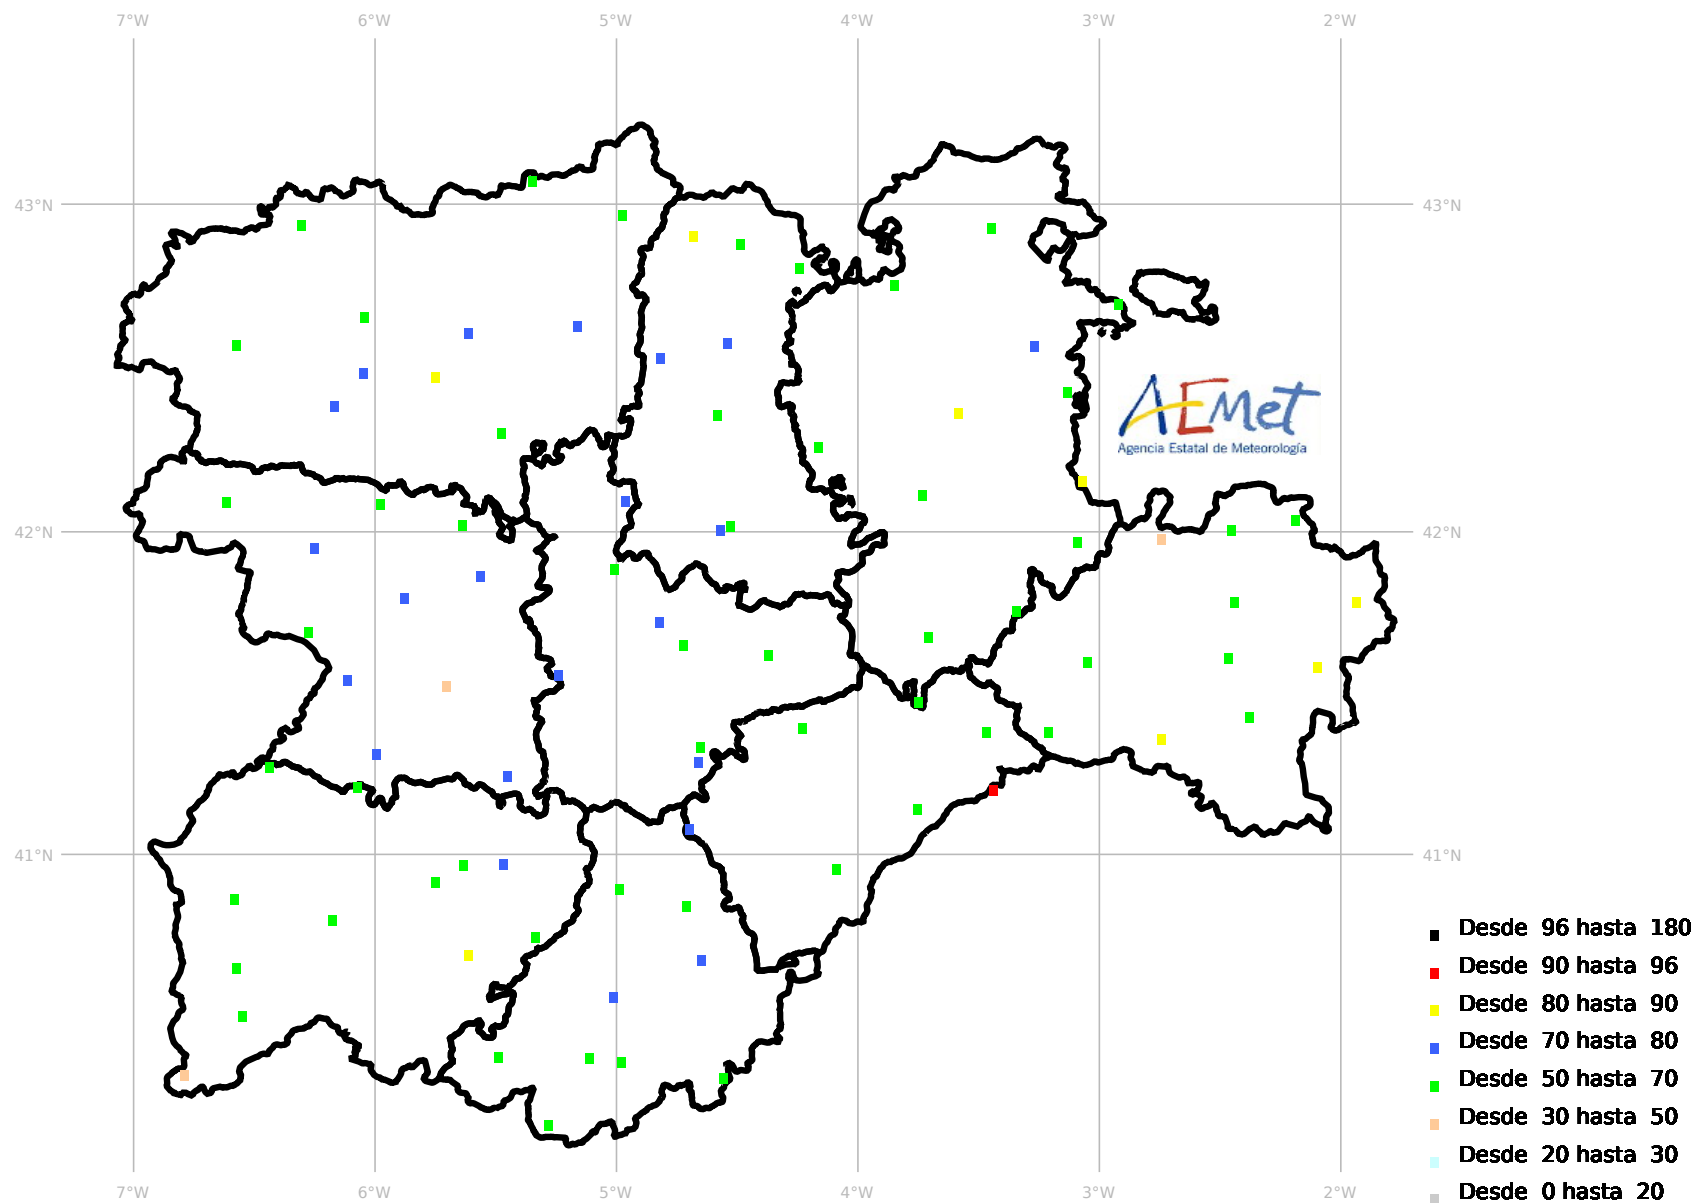 7°W 6°W 5°W 4°W 3°W 2°W
43°N 43°N
AEMet
Agencia Estatal de Meteorología
42°N 42°N
41°N 41°N
Desde 96 hasta 180
Desde 90 hasta 96
Desde 80 hasta 90
Desde 70 hasta 80
Desde 50 hasta 70
Desde 30 hasta 50
Desde 20 hasta 30
Desde 0 hasta 20
7°W 6°W 5°W 4°W 3°W 2°W